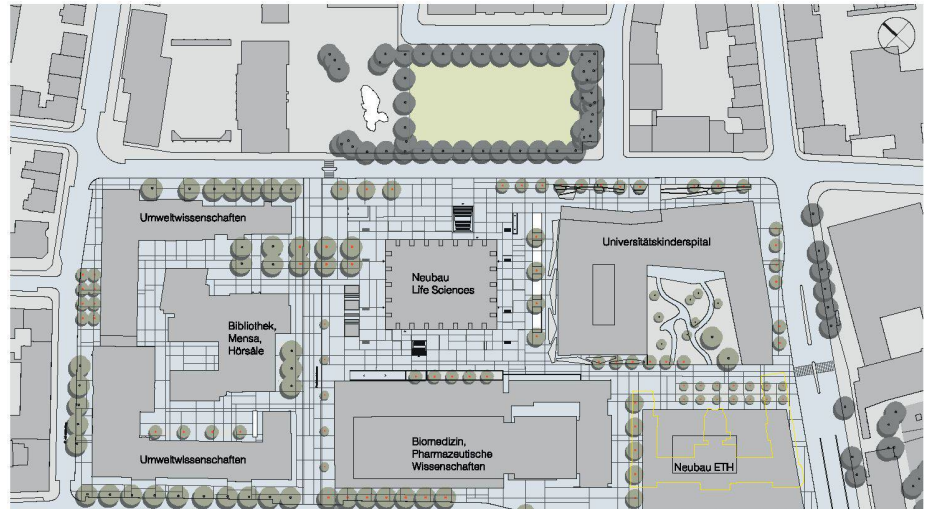 Umweltwissenschaften
Universitätskinderspital
Neubau
Life Sciences
Bibliothek,
Mensa,
Hörsäle
Biomedizin,
Pharmazeutische
Wissenschaften
Umweltwissenschaften
Neubau ETH